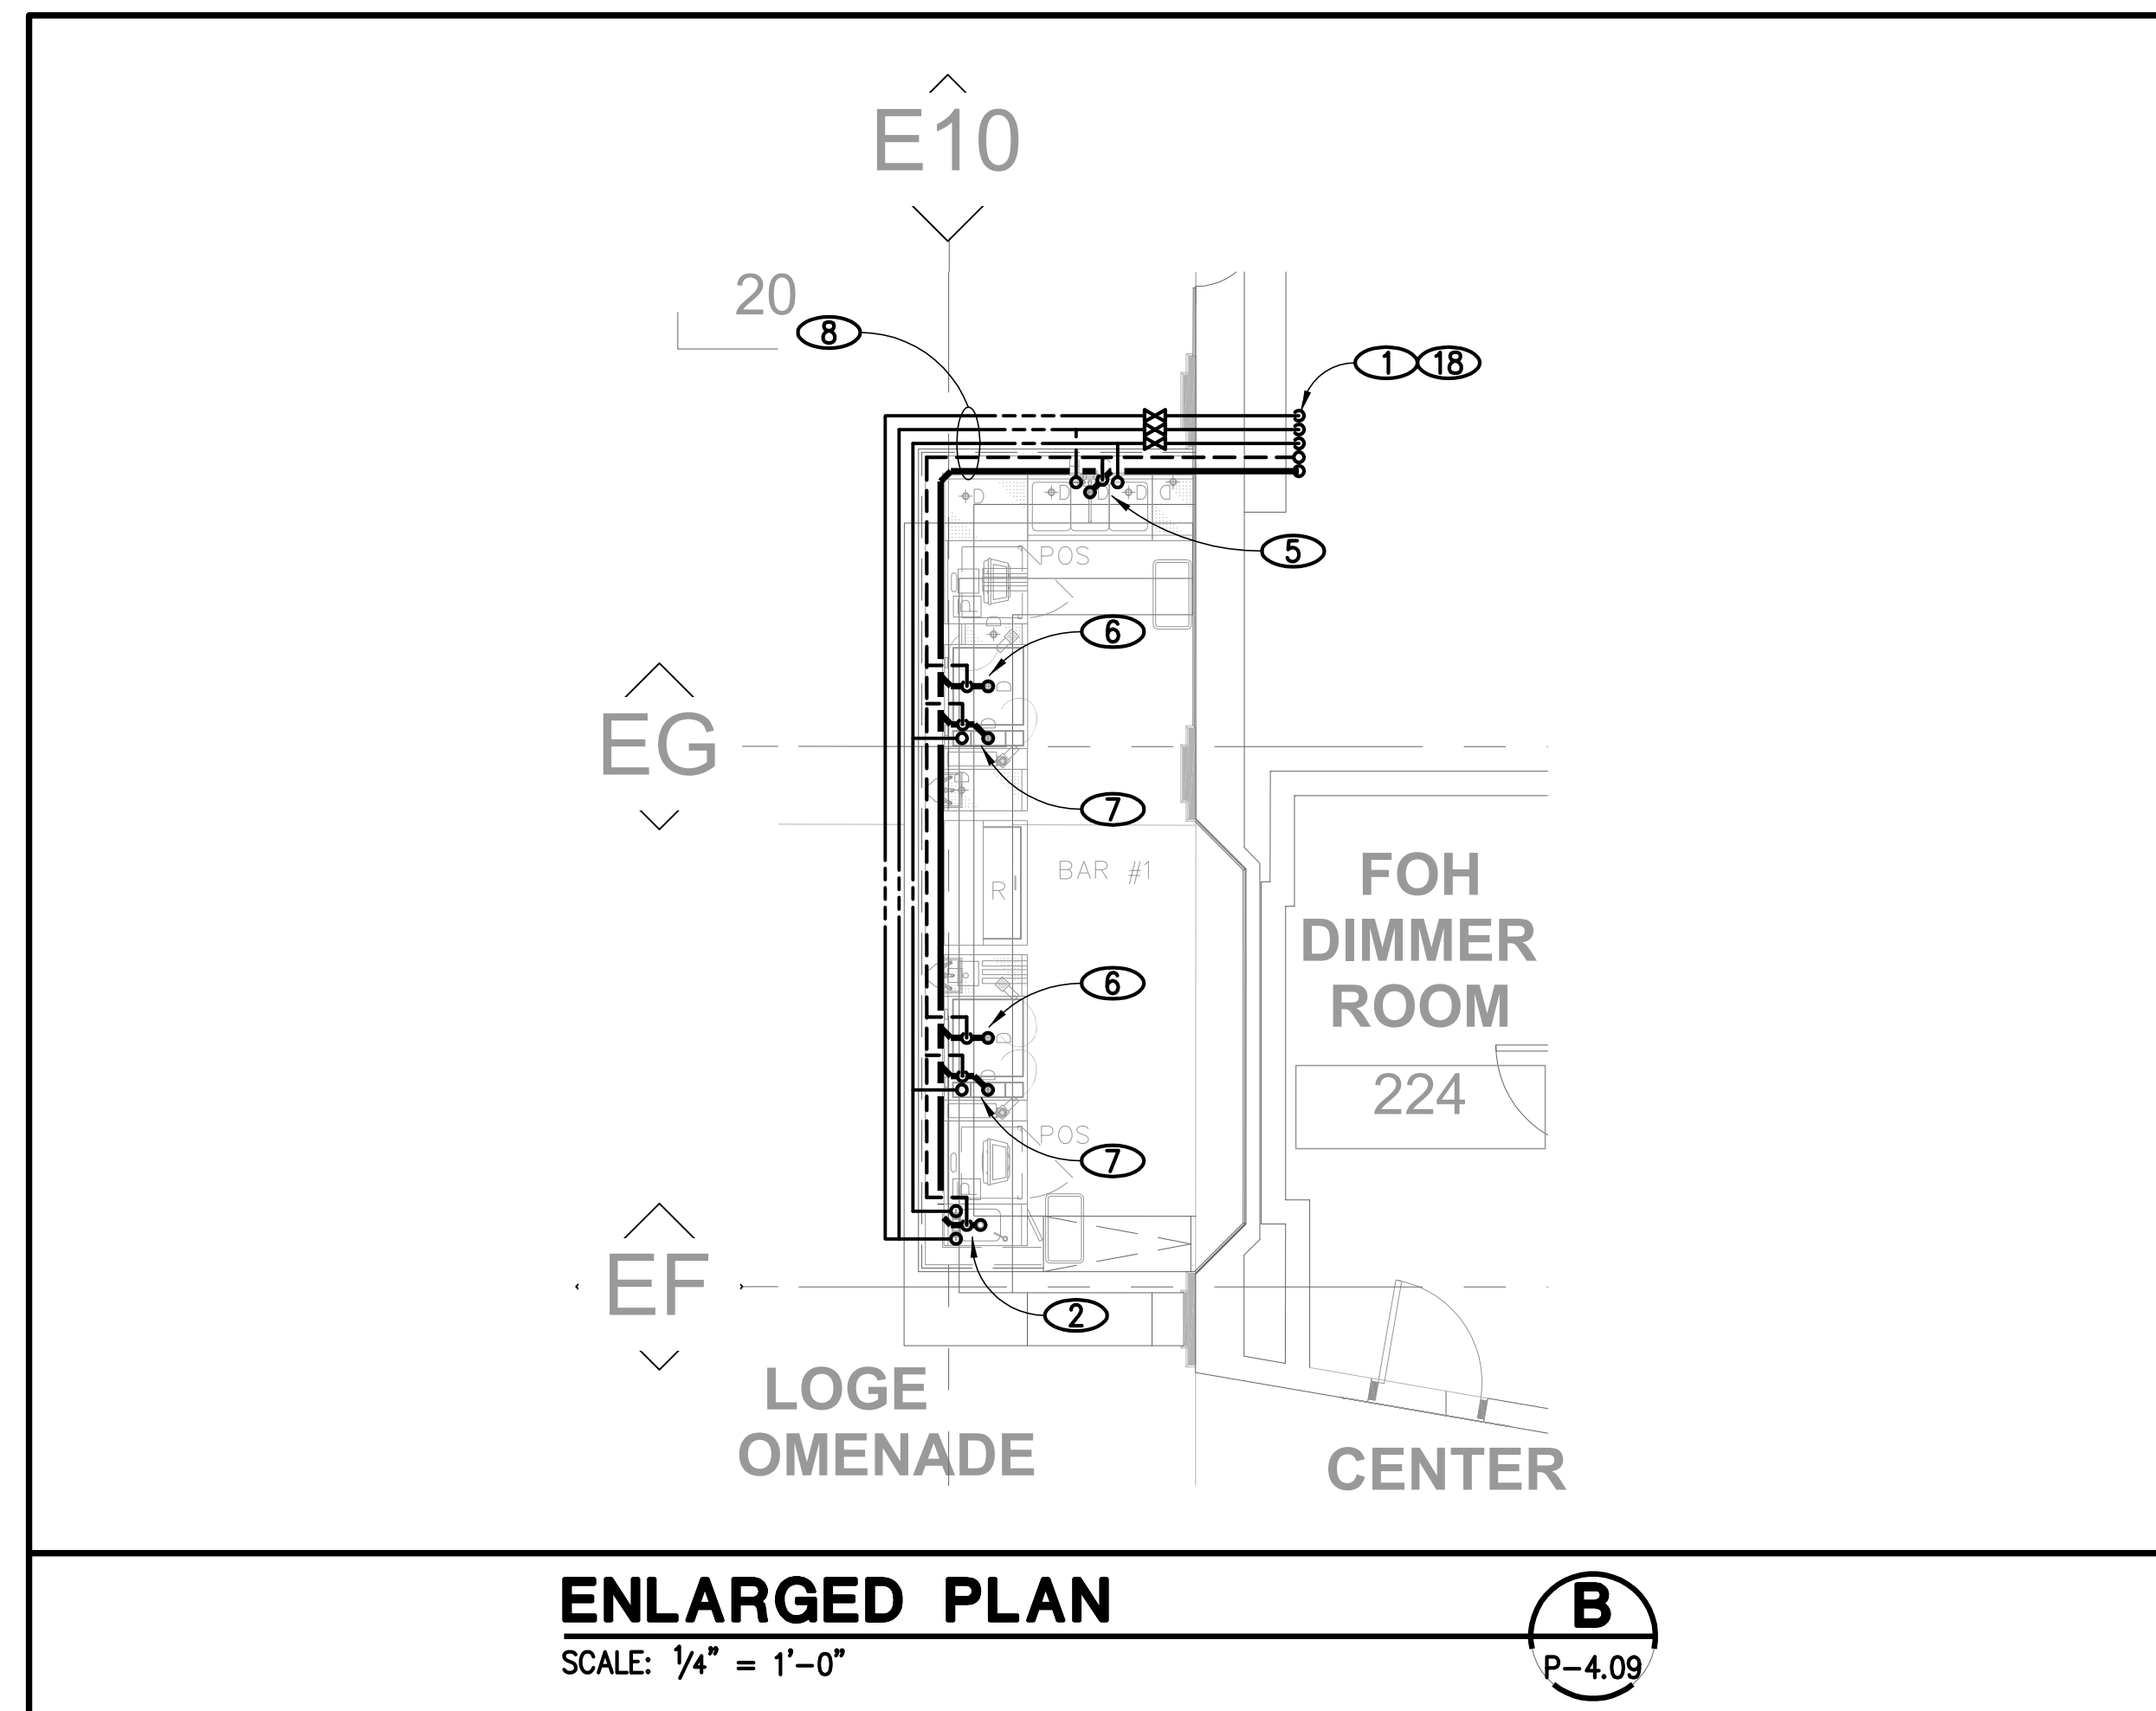 E10
20
8
1 18
5
POS
6
EG
7
BAR #1
R
FOH
DIMMER
ROOM
6
224
POS
7
EF
2
LOGE
OMENADE
CENTER
ENLARGED PLAN
SCALE: 1/4" = 1'-0"
B
P-4.09